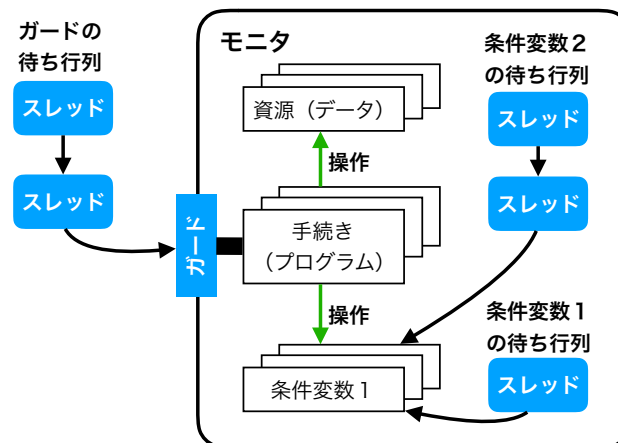 ガードの
待ち行列
スレッド
スレッド
ガード
モニタ
資源（データ）
操作
手続き
（プログラム）
操作
条件変数１
条件変数２
の待ち行列
スレッド
スレッド
条件変数１
の待ち行列
スレッド